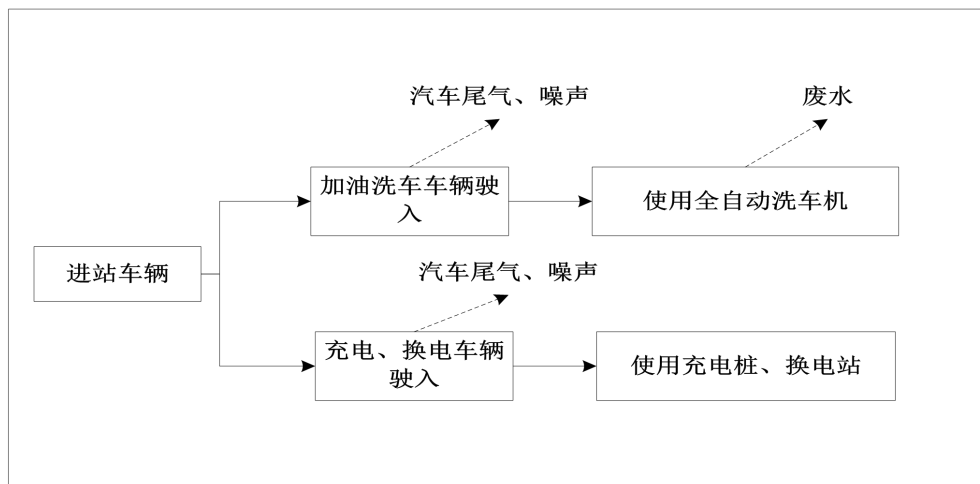 汽车尾气、噪声
废水
加油洗车车辆驶
入
使用全自动洗车机
进站车辆
汽车尾气、噪声
充电、换电车辆
驶入
使用充电桩、换电站